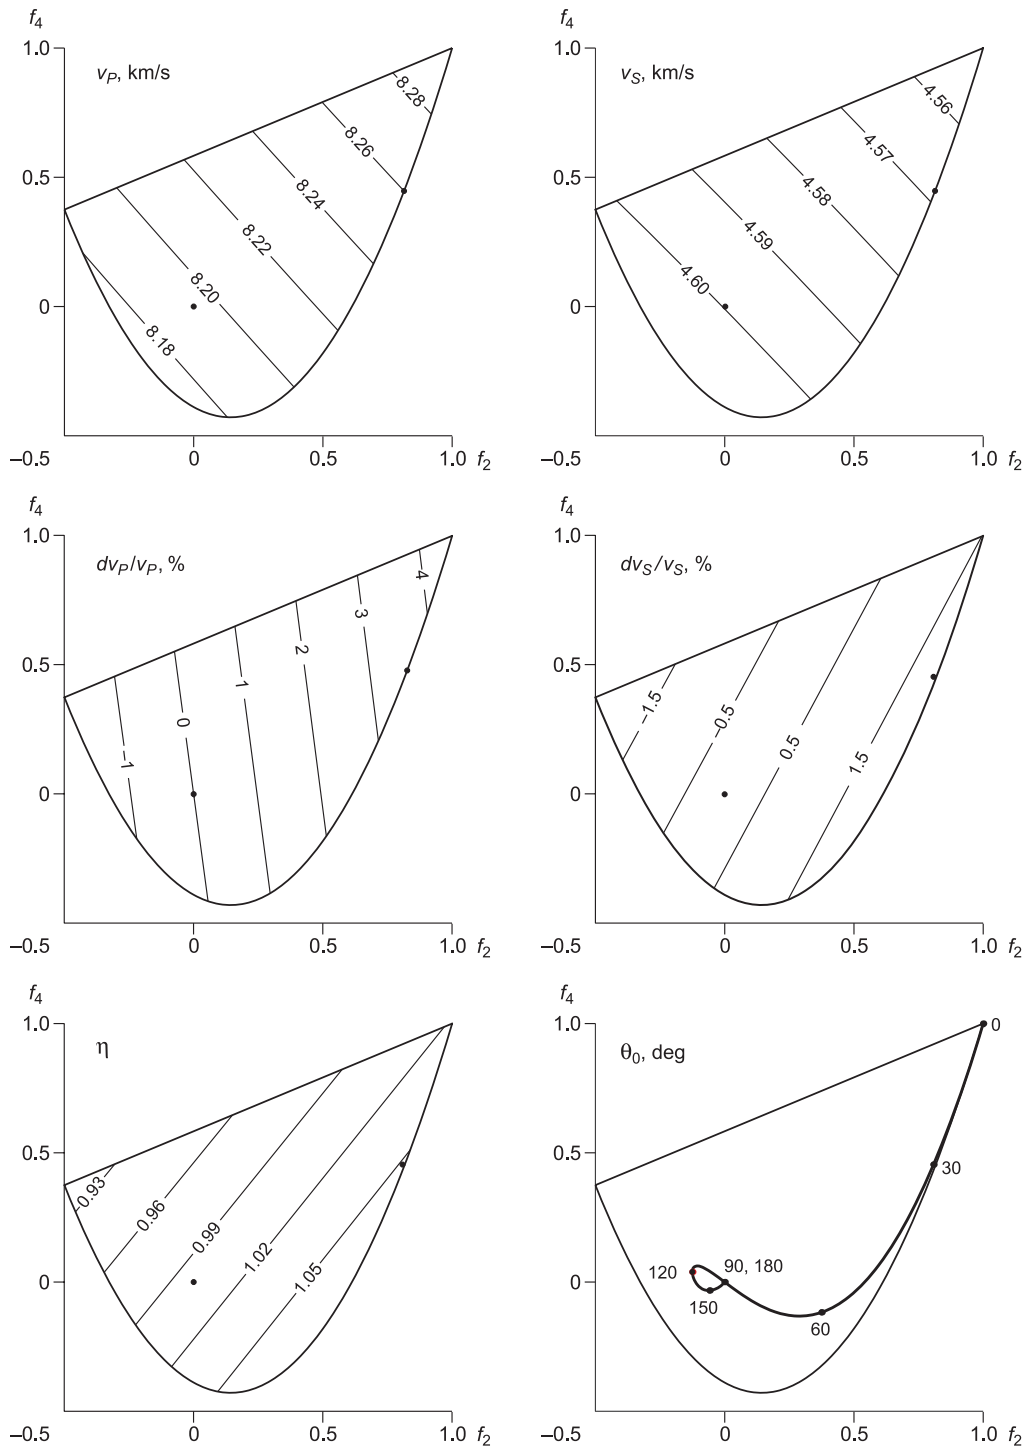 f4 f4
1.0 1.0
vP, km/s vS, km/s
8.28 4.56
8.26 4.57
0.5 0.5
8.24 4.58
8.22 4.59
8.20 4.60
0 0
8.18
–0.5 0 0.5 1.0 f2 –0.5 0 0.5 1.0 f2
f4 f4
1.0 1.0
dvP/vP, % dvS/vS, %
4
3
2
0.5 0.5
1
0
–1
–1.5
–0.5
0.5
1.5
0 0
–0.5 0 0.5 1.0 f2 –0.5 0 0.5 1.0 f2
f4 f4
1.0 1.0 0
η θ0, deg
0.5 0.5 30
0.93
0.96
0.99
1.02
1.05
0 0
120 90, 180
150 60
–0.5 0 0.5 1.0 f2 –0.5 0 0.5 1.0 f2